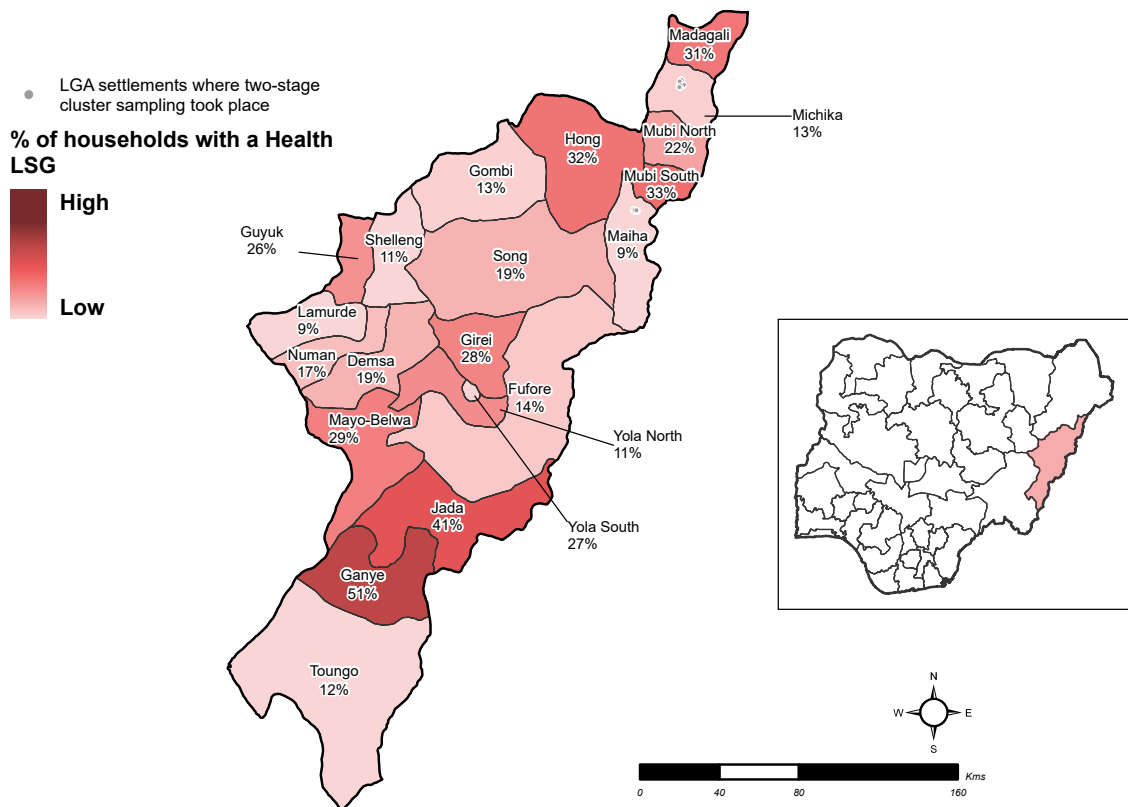 LGA settlements where two-stage
cluster sampling took place
% of households with a Health
LSG
High
Low
Madagali
31%
Michika
13%
Mubi North
22%
Hong
32%
Gombi
13%
Mubi South
33%
Guyuk
26%
Shelleng
11%
Song
19%
Maiha
9%
Lamurde
9%
Girei
28%
Numan
17%
Demsa
19%
Fufore
14%
Mayo-Belwa
29%
Yola North
11%
Jada
41%
Yola South
27%
Ganye
51%
Toungo
12%
N
W
E
S
Kms
0
40
80
160